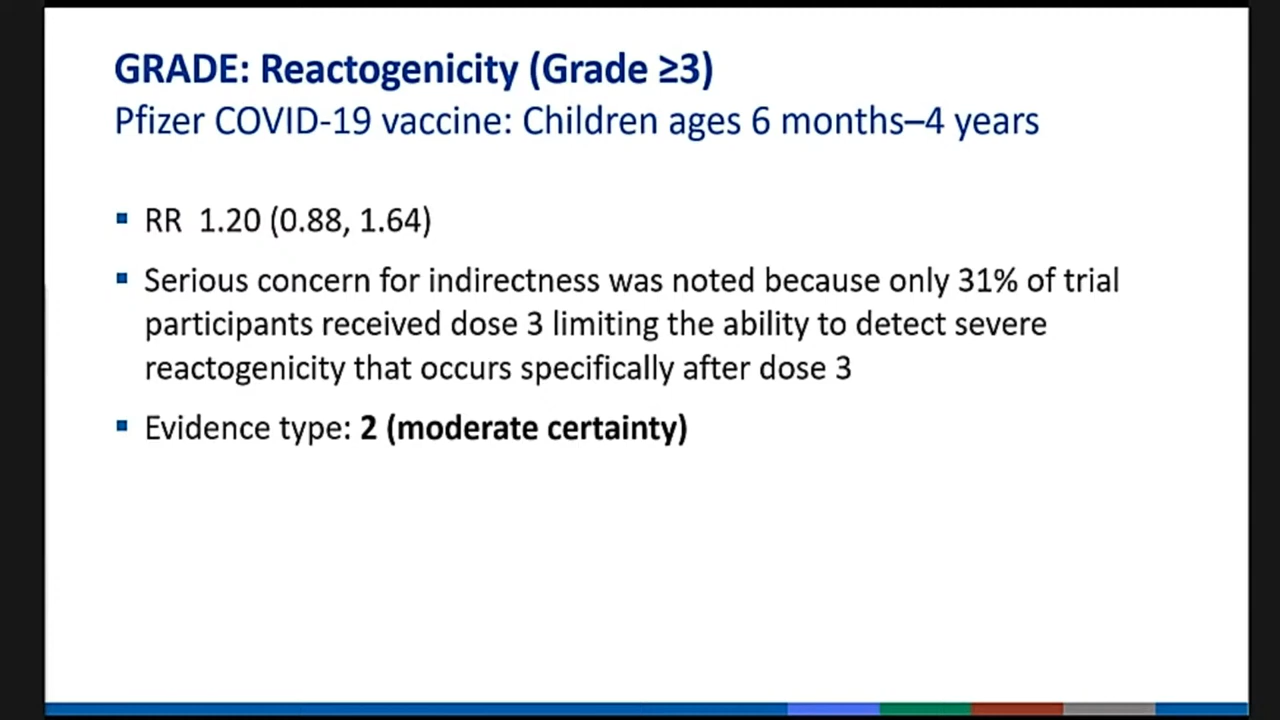 GRADE: Reactogenicity (Grade ≥3)
Pfizer COVID-19 vaccine: Children ages 6 months–4 years
▪ RR 1.20 (0.88, 1.64)
▪ Serious concern for indirectness was noted because only 31% of trial
participants received dose 3 limiting the ability to detect severe
reactogenicity that occurs specifically after dose 3
▪ Evidence type: 2 (moderate certainty)